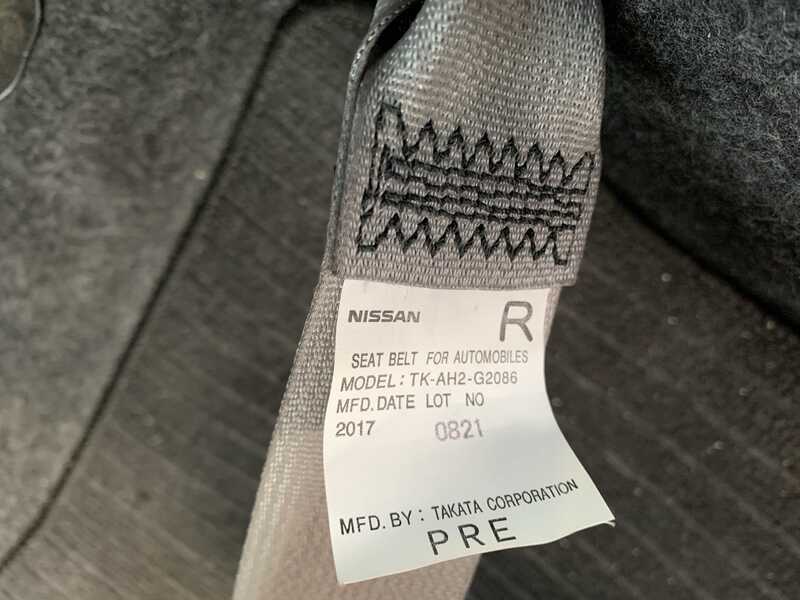 NISSAN R
SEAT BELT FOR AUTOMOBILES
MODEL: TK-AH2-G2086
MFD.DATE LOT NO
2017 0821
MFD.BY: TAKATA CORPORATION
PRE